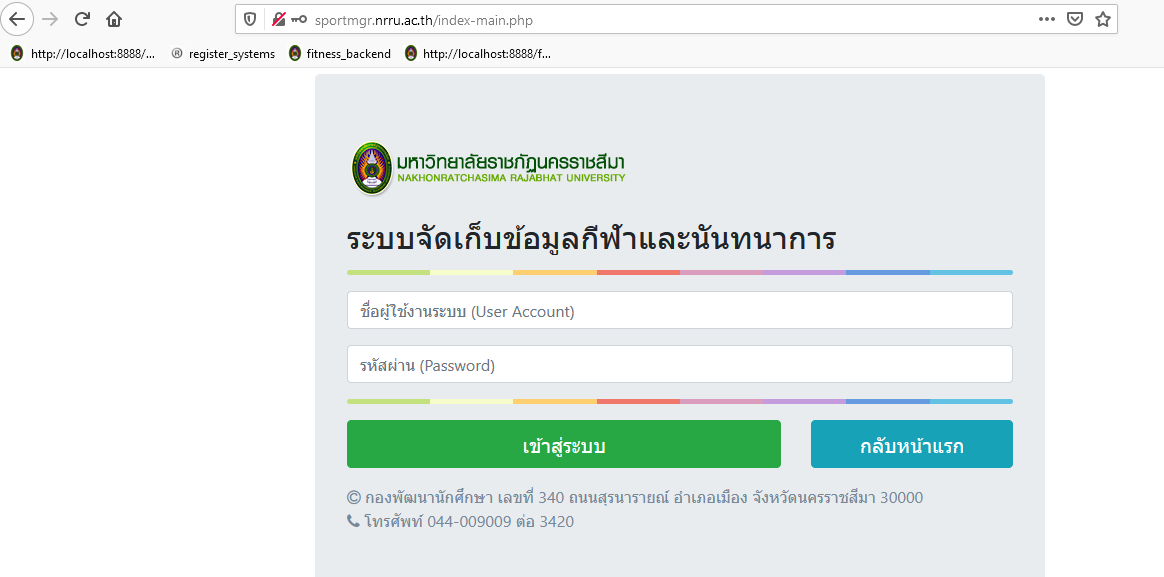 sportmgr.nrru.ac.th/index-main.php
http://localhost:8888/... register_systems fitness_backend http://localhost:8888/f...
มหาวิทยาลัยราชภัฏนครราชสีมา
NAKHONRATCHASIMA RAJABHAT UNIVERSITY
ระบบจัดเก็บข้อมูลกีฬาและนันทนาการ
ชื่อผู้ใช้งานระบบ (User Account)
รหัสผ่าน (Password)
เข้าสู่ระบบ กลับหน้าแรก
© กองพัฒนานักศึกษา เลขที่ 340 ถนนสุรนารายณ์ อำเภอเมือง จังหวัดนครราชสีมา 30000
โทรศัพท์ 044-009009 ต่อ 3420